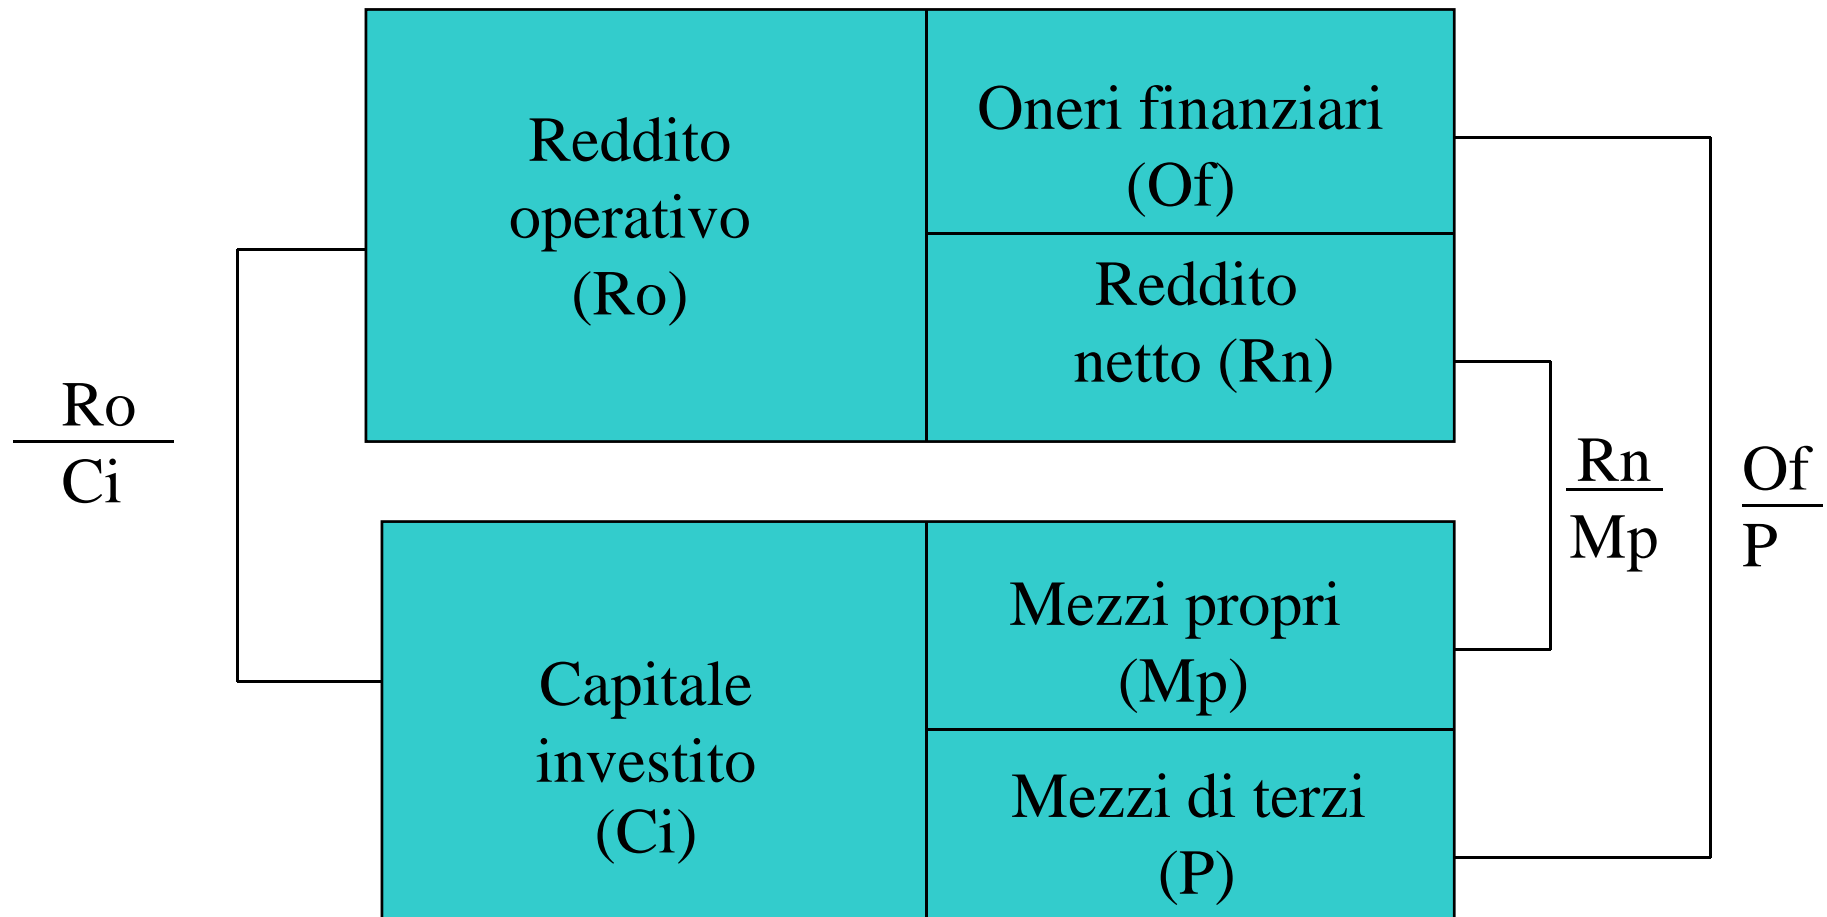 Reddito
operativo
(Ro)
Oneri finanziari
(Of)
Reddito
netto (Rn)
Ro
Ci
Rn
Mp
Of
P
Capitale
investito
(Ci)
Mezzi propri
(Mp)
Mezzi di terzi
(P)